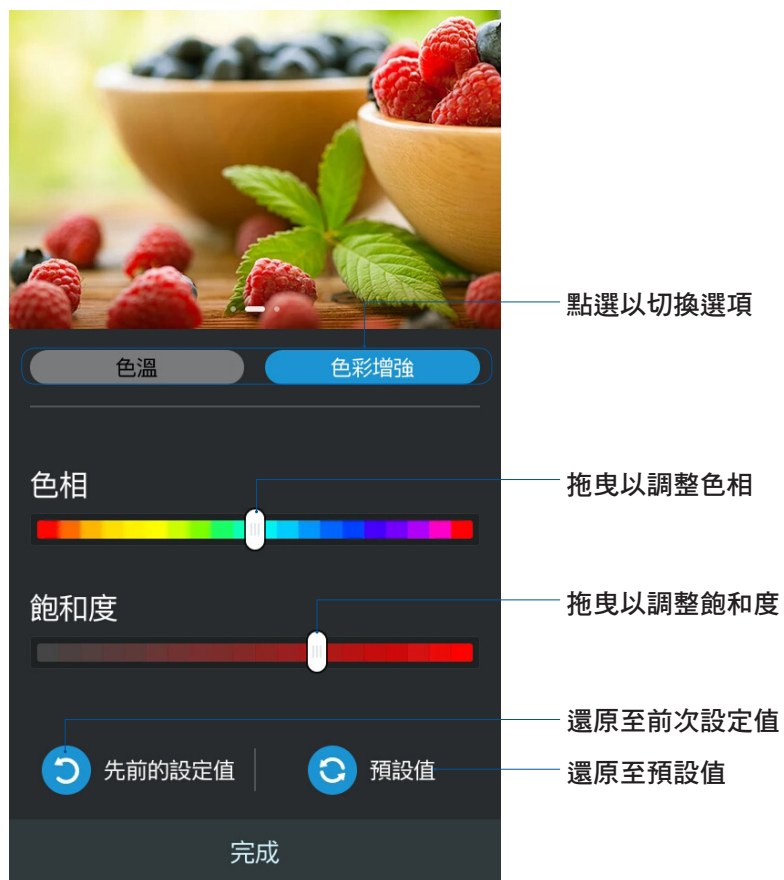 點選以切換選項
色溫
色彩增強
色相
拖曳以調整色相
飽和度
拖曳以調整飽和度
還原至前次設定值
先前的設定值
預設值
還原至預設值
完成